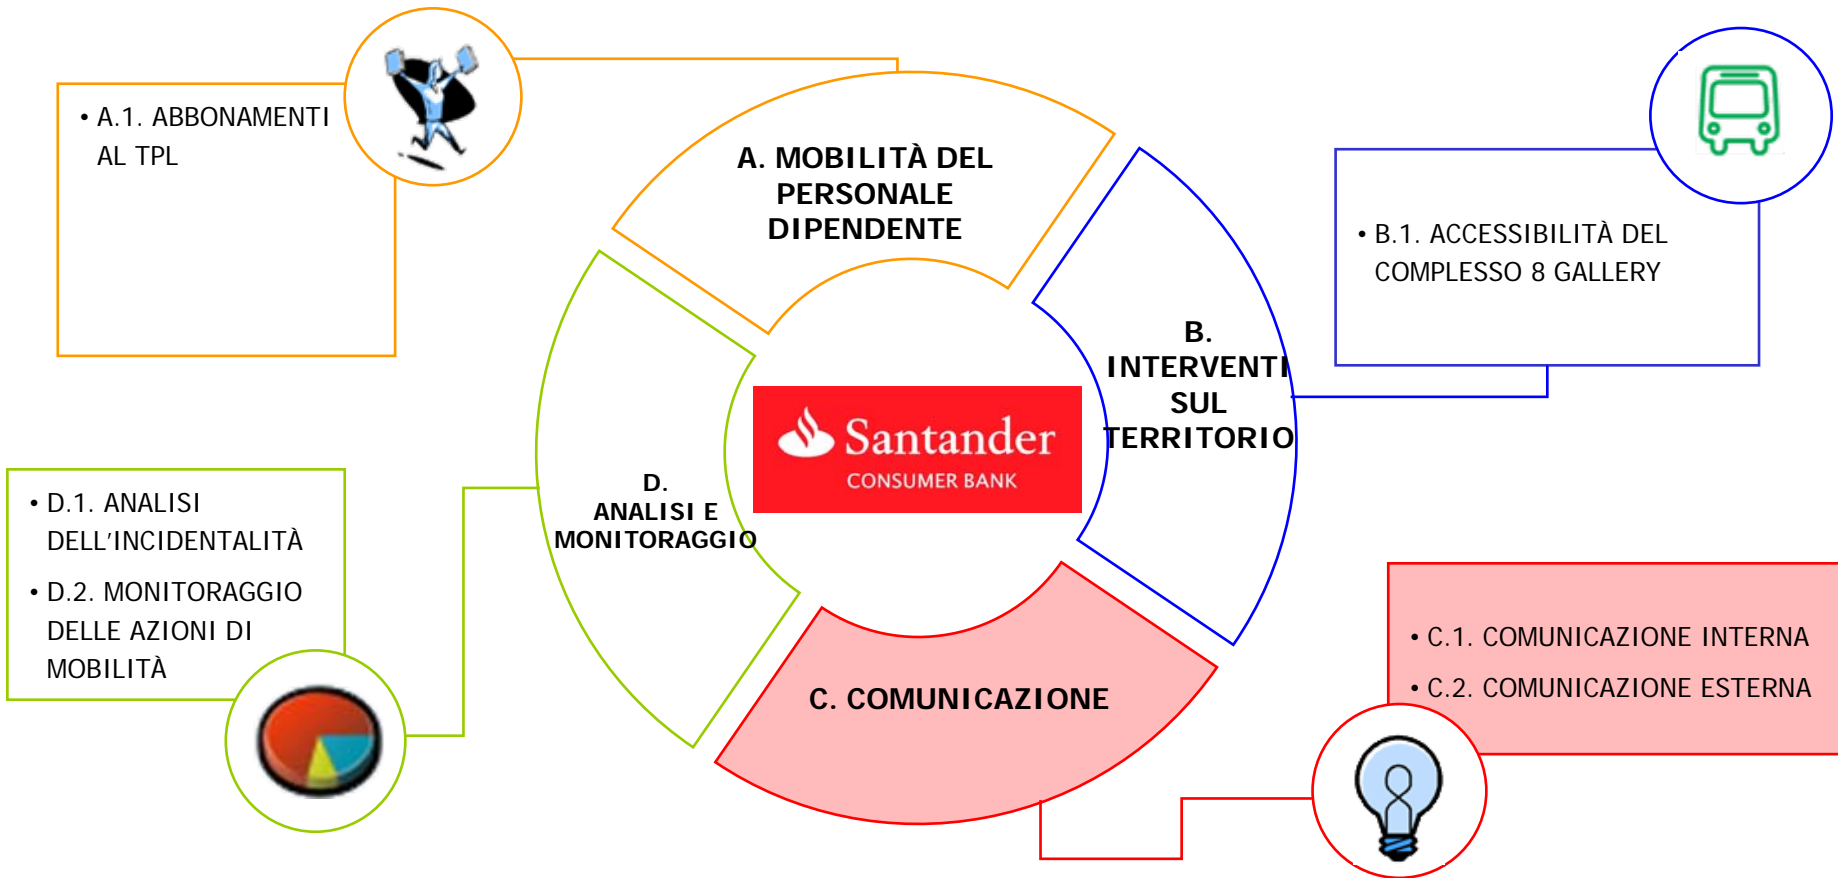 • A.1. ABBONAMENTI
AL TPL
A. MOBILITÀ DEL
PERSONALE
DIPENDENTE
• B.1. ACCESSIBILITÀ DEL
COMPLESSO 8 GALLERY
B.
INTERVENTI
SUL
TERRITORIO
Santander
CONSUMER BANK
D.
ANALISI E
MONITORAGGIO
• D.1. ANALISI
DELL'INCIDENTALITÀ
• D.2. MONITORAGGIO
DELLE AZIONI DI
MOBILITÀ
C. COMUNICAZIONE
• C.1. COMUNICAZIONE INTERNA
• C.2. COMUNICAZIONE ESTERNA